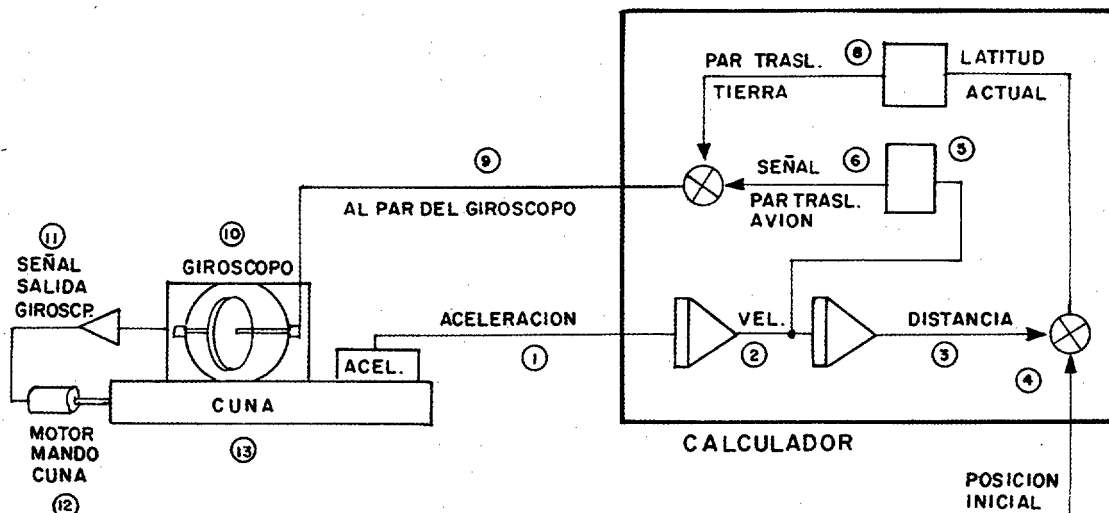 PAR TRASL.
TIERRA
8
LATITUD
ACTUAL
9
AL PAR DEL GIROSCOPO
SEÑAL
6
5
PAR TRASL.
AVION
11
SEÑAL
SALIDA
GIROSCP.
10
GIROSCOPO
ACEL.
CUNA
13
MOTOR
MANDO
CUNA
12
ACELERACION
1
VEL.
2
DISTANCIA
3
4
CALCULADOR
POSICION
INICIAL